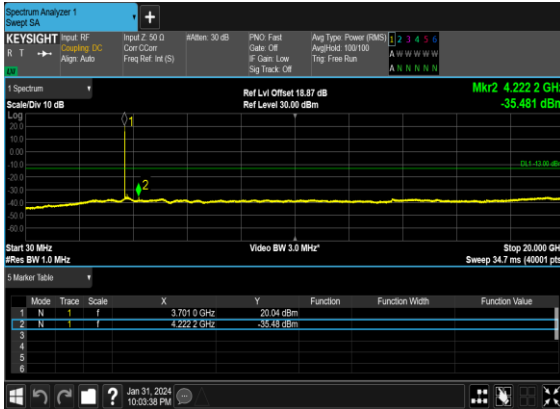 Spectrum Analyzer 1
Swept SA
+
KEYSIGHT Input: RF Input Z: 50 Ω #Atten: 30 dB PNO: Fast Avg Type: Power (RMS) 1 2 3 4 5 6
R T Coupling: DC Corr CCorr Gate: Off Avg|Hold: 100/100 A W W W W W
Align: Auto Freq Ref: Int (S) IF Gain: Low Trig: Free Run
Sig Track: Off A N N N N N
1 Spectrum Ref Lvl Offset 18.87 dB Mkr2 4.222 2 GHz
Scale/Div 10 dB Ref Level 30.00 dBm -35.481 dBm
Log
20.0 1
10.0
0.00
-10.0 DL1 -13.00 dBm
-20.0
-30.0 2
-40.0
-50.0
-60.0
Start 30 MHz Video BW 3.0 MHz* Stop 20.000 GHz
#Res BW 1.0 MHz Sweep 34.7 ms (40001 pts)
5 Marker Table
Mode Trace Scale X Y Function Function Width Function Value
1 N 1 f 3.701 0 GHz 20.04 dBm
2 N 1 f 4.222 2 GHz -35.48 dBm
3
4
5
6
? Jan 31, 2024
10:03:38 PM